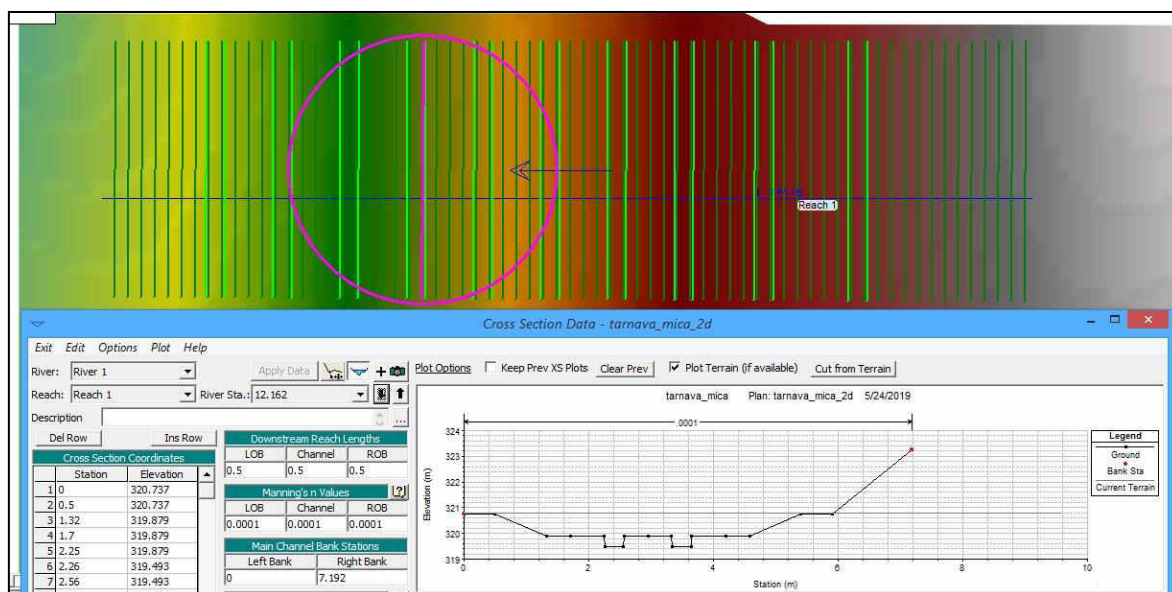 Reach 1
Cross Section Data - tarnava_mica_2d
Exit Edit Options Plot Help
River: River 1 Apply Data Plot Options Keep Prev XS Plots Clear Prev Plot Terrain (if available) Cut from Terrain
Reach: Reach 1 River Sta.: 12.162
Description ...
Del Row Ins Row
Cross Section Coordinates
Station Elevation
1 0 320.737
2 0.5 320.737
3 1.32 319.879
4 1.7 319.879
5 2.25 319.879
6 2.26 319.493
7 2.56 319.493
Downstream Reach Lengths
LOB Channel ROB
0.5 0.5 0.5
Manning's n Values [?]
LOB Channel ROB
0.0001 0.0001 0.0001
Main Channel Bank Stations
Left Bank Right Bank
0 7.192
tarnava_mica Plan: tarnava_mica_2d 5/24/2019
.0001
324
323
322
321
320
319
Elevation (m)
0 2 4 6 8 10
Station (m)
Legend
Ground
Bank Sta
Current Terrain